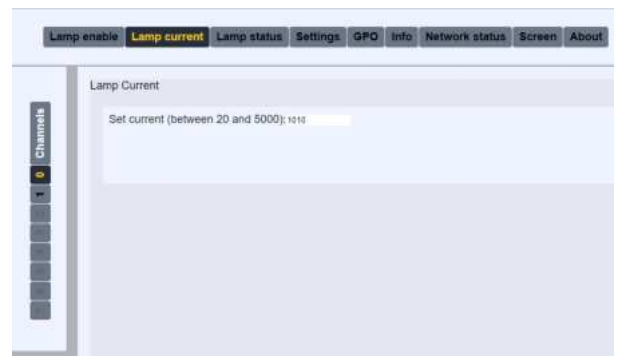 Lamp enable Lamp current Lamp status Settings GPO Info Network status Screen About
Lamp Current
Set current (between 20 and 5000): 1010
Channels
0
1